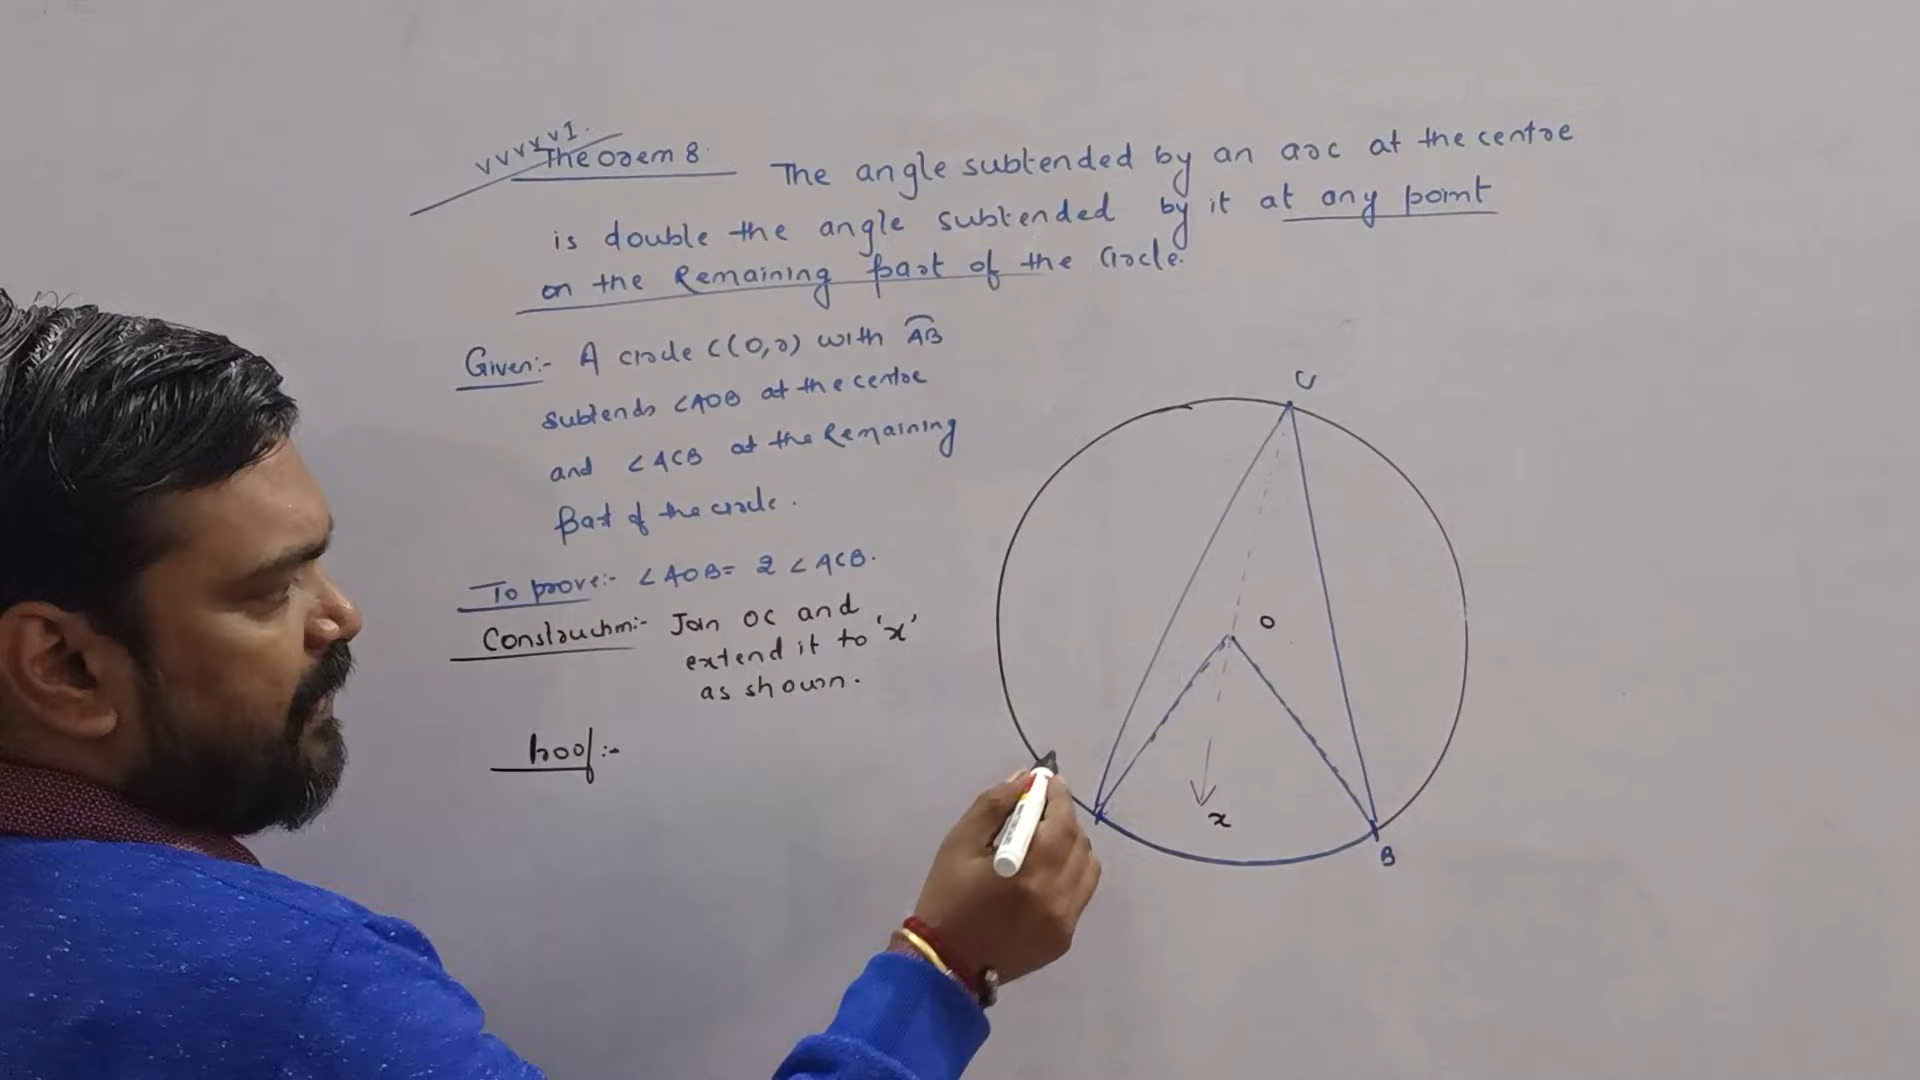 VVVVVI.
Theorem 8. The angle subtended by an arc at the centre
is double the angle subtended by it at any point
on the Remaining part of the Circle.
Given:- A circle C(O,r) with AB
subtends ∠AOB at the centre
and ∠ACB at the Remaining
part of the circle.
To prove:- ∠AOB = 2 ∠ACB.
Construction:- Join OC and
extend it to 'x'
as shown.
Proof:-
C
O
x
B